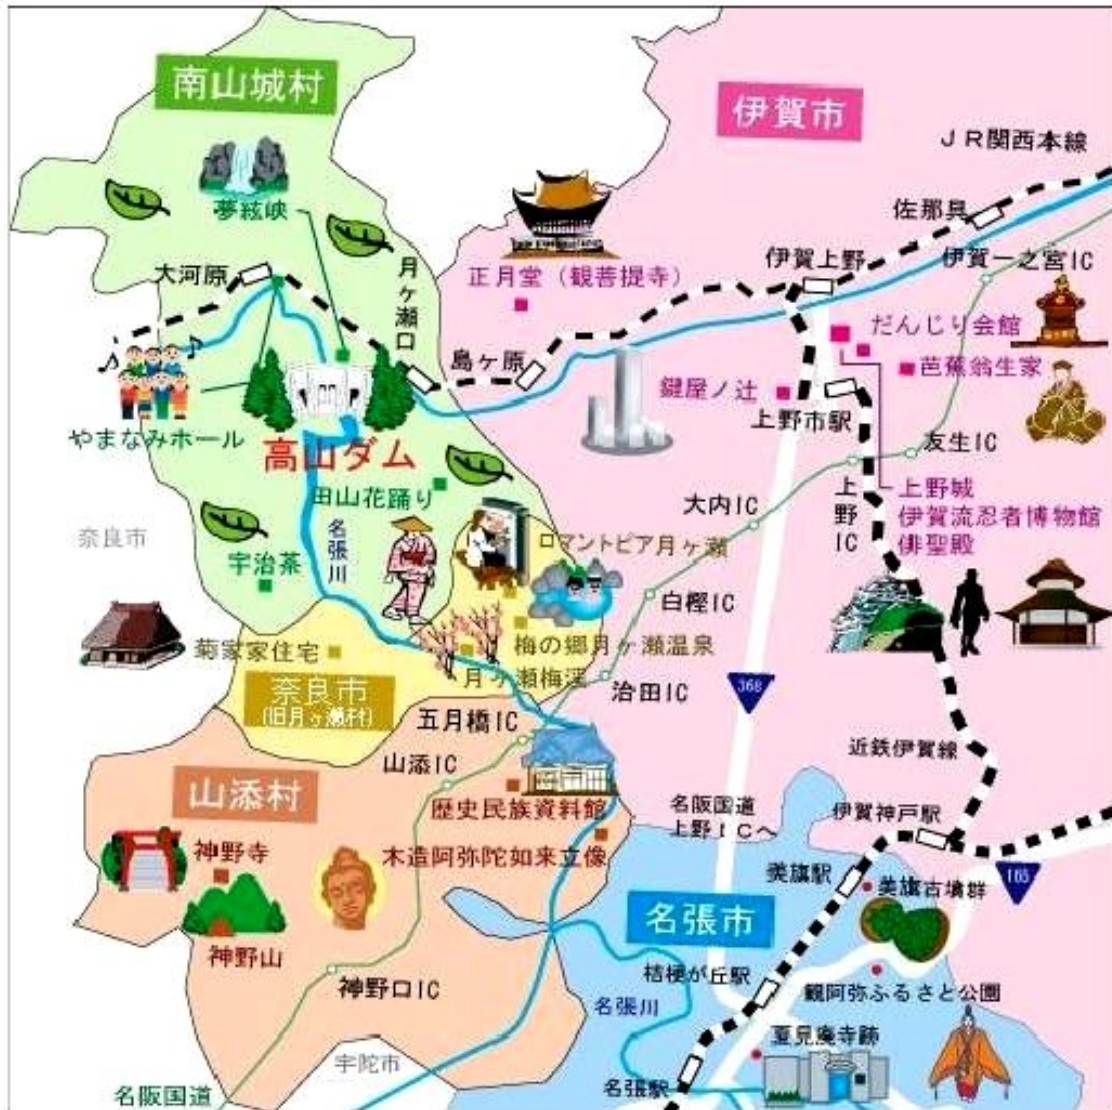 南山城村
伊賀市
ＪＲ関西本線
夢絃峡
佐那具
大河原
月ヶ瀬口
正月堂（観菩提寺）
伊賀上野
伊賀一之宮IC
だんじり会館
島ヶ原
芭蕉翁生家
鍵屋ノ辻
上野市駅
やまなみホール
高山ダム
友生IC
田山花踊り
大内IC
上野IC
上野城
伊賀流忍者博物館
俳聖殿
奈良市
名張川
ロマントピア月ヶ瀬
宇治茶
白樫IC
菊家家住宅
梅の郷月ヶ瀬温泉
月ヶ瀬梅渓
奈良市
(旧月ヶ瀬村)
治田IC
368
五月橋IC
近鉄伊賀線
山添IC
山添村
歴史民族資料館
名阪国道
上野ＩＣへ
伊賀神戸駅
神野寺
木造阿弥陀如来立像
美旗駅
美旗古墳群
165
名張市
神野山
桔梗が丘駅
神野口IC
名張川
観阿弥ふるさと公園
夏見廃寺跡
宇陀市
名張駅
名阪国道